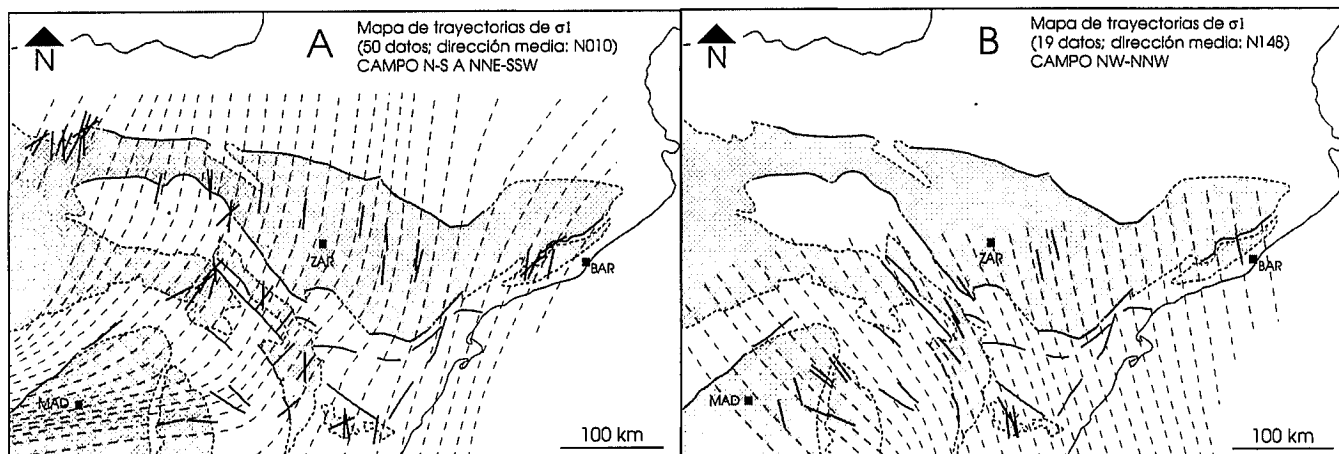 A
Mapa de trayectorias de σ1
(50 datos; dirección media: N010)
CAMPO N-S A NNE-SSW
N
ZAR
BAR
MAD
100 km
B
Mapa de trayectorias de σ1
(19 datos; dirección media: N148)
CAMPO NW-NNW
N
ZAR
BAR
MAD
100 km